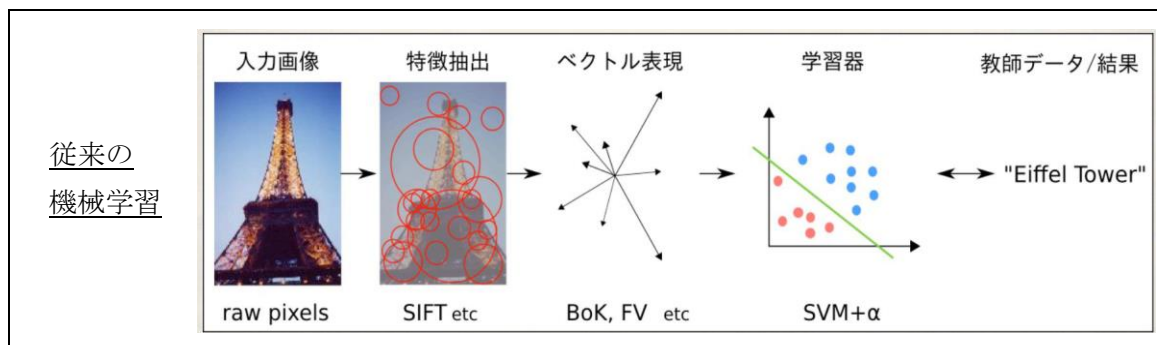 従来の
機械学習
入力画像
特徴抽出
ベクトル表現
学習器
教師データ/結果
"Eiffel Tower"
raw pixels
SIFT etc
BoK, FV etc
SVM+α